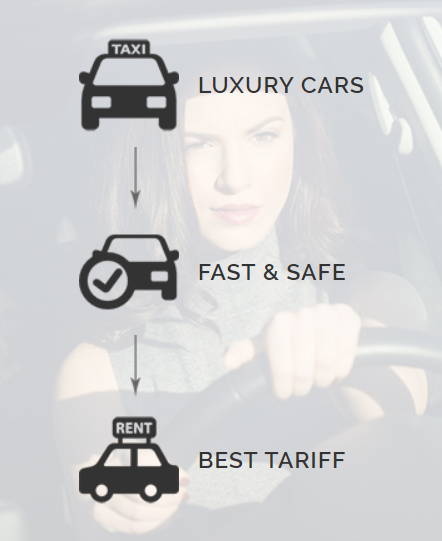 TAXI
LUXURY CARS
FAST & SAFE
RENT
BEST TARIFF